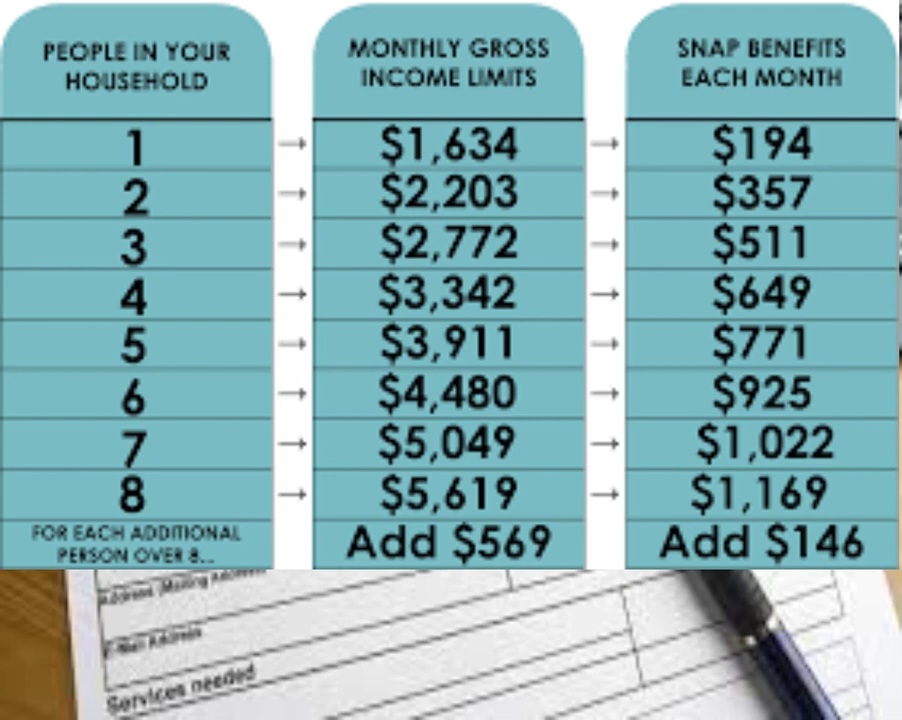 PEOPLE IN YOUR
HOUSEHOLD
MONTHLY GROSS
INCOME LIMITS
SNAP BENEFITS
EACH MONTH
1 → $1,634 → $194
2 → $2,203 → $357
3 → $2,772 → $511
4 → $3,342 → $649
5 → $3,911 → $771
6 → $4,480 → $925
7 → $5,049 → $1,022
8 → $5,619 → $1,169
FOR EACH ADDITIONAL
PERSON OVER 8...
Add $569
Add $146
Address (Mailing Address)
E-Mail Address
Services needed